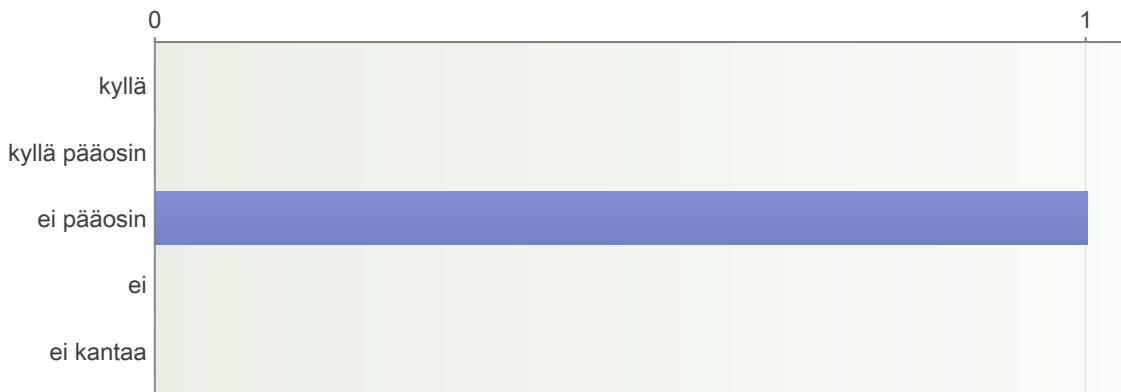 0 1
kyllä
kyllä pääosin
ei pääosin
ei
ei kantaa